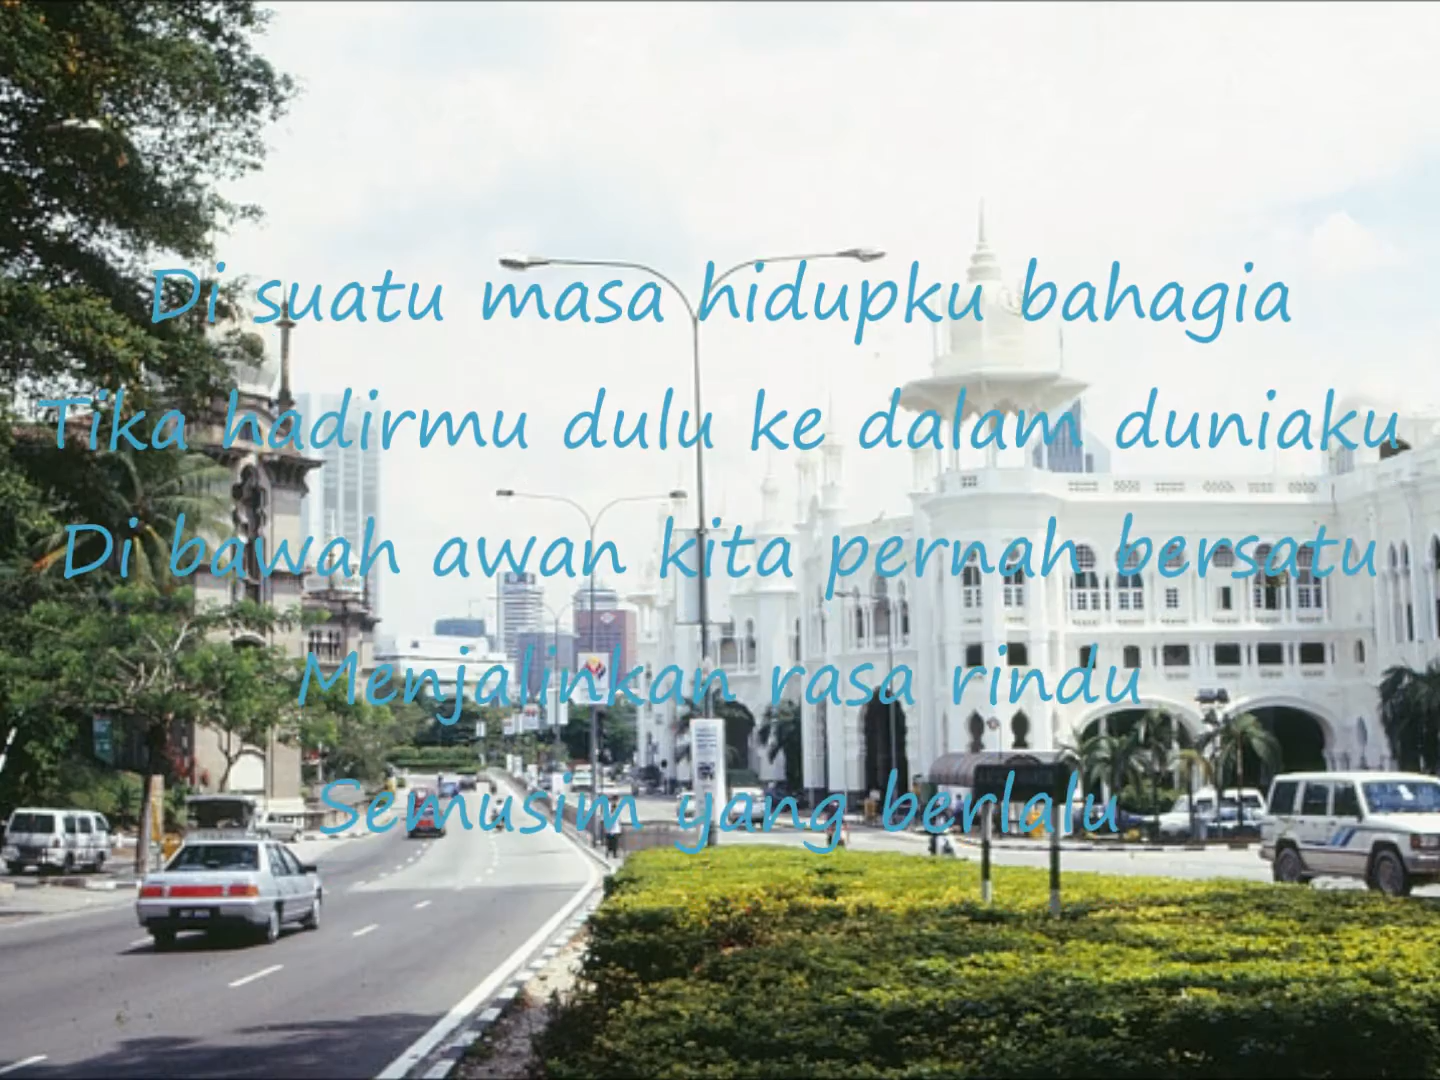 Di suatu masa hidupku bahagia
Tika hadirmu dulu ke dalam duniaku
Di bawah awan kita pernah bersatu
Menjalinkan rasa rindu
Semusim yang berlalu